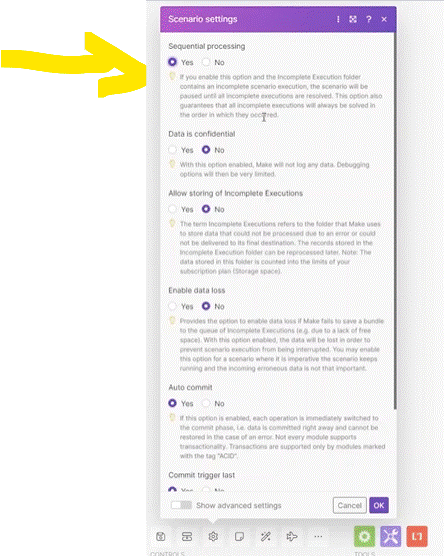 Scenario settings
Sequential processing
Yes No
If you enable this option and the Incomplete Execution folder
contains an incomplete scenario execution, the scenario will be
paused until all incomplete executions are resolved. This option also
guarantees that all incomplete executions will always be solved in
the order in which they occurred.
Data is confidential
Yes No
With this option enabled, Make will not log any data. Debugging
options will then be very limited.
Allow storing of Incomplete Executions
Yes No
The term Incomplete Executions refers to the folder that Make uses
to store data that could not be processed due to an error or could
not be delivered to its final destination. The records stored in the
Incomplete Execution folder can be reprocessed later. Note: The
data stored in this folder is counted into the limits of your
subscription plan (Storage space).
Enable data loss
Yes No
Provides the option to enable data loss if Make fails to save a bundle
to the queue of Incomplete Executions (e.g. due to a lack of free
space). With this option enabled, the data will be lost in order to
prevent scenario execution from being interrupted. You may enable
this option for a scenario where it is imperative the scenario keeps
running and the incoming erroneous data is not that important.
Auto commit
Yes No
If this option is enabled, each operation is immediately switched to
the commit phase, i.e. data is committed right away and cannot be
restored in the case of an error. Not every module supports
transactionality. Transactions are supported only by modules marked
with the tag "ACID".
Commit trigger last
Yes No
Show advanced settings
Cancel OK
CONTROLS TOOLS